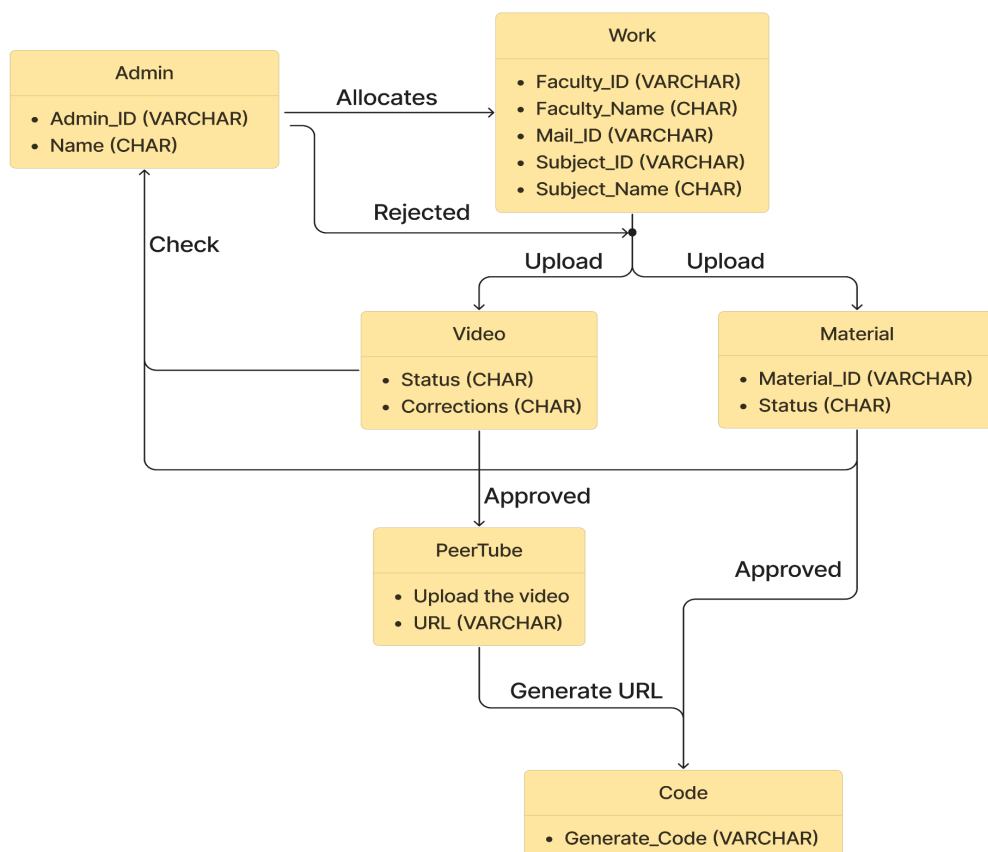 Admin
• Admin_ID (VARCHAR)
• Name (CHAR)
Allocates
Work
• Faculty_ID (VARCHAR)
• Faculty_Name (CHAR)
• Mail_ID (VARCHAR)
• Subject_ID (VARCHAR)
• Subject_Name (CHAR)
Rejected
Check
Upload
Upload
Video
• Status (CHAR)
• Corrections (CHAR)
Material
• Material_ID (VARCHAR)
• Status (CHAR)
Approved
PeerTube
• Upload the video
• URL (VARCHAR)
Approved
Generate URL
Code
• Generate_Code (VARCHAR)